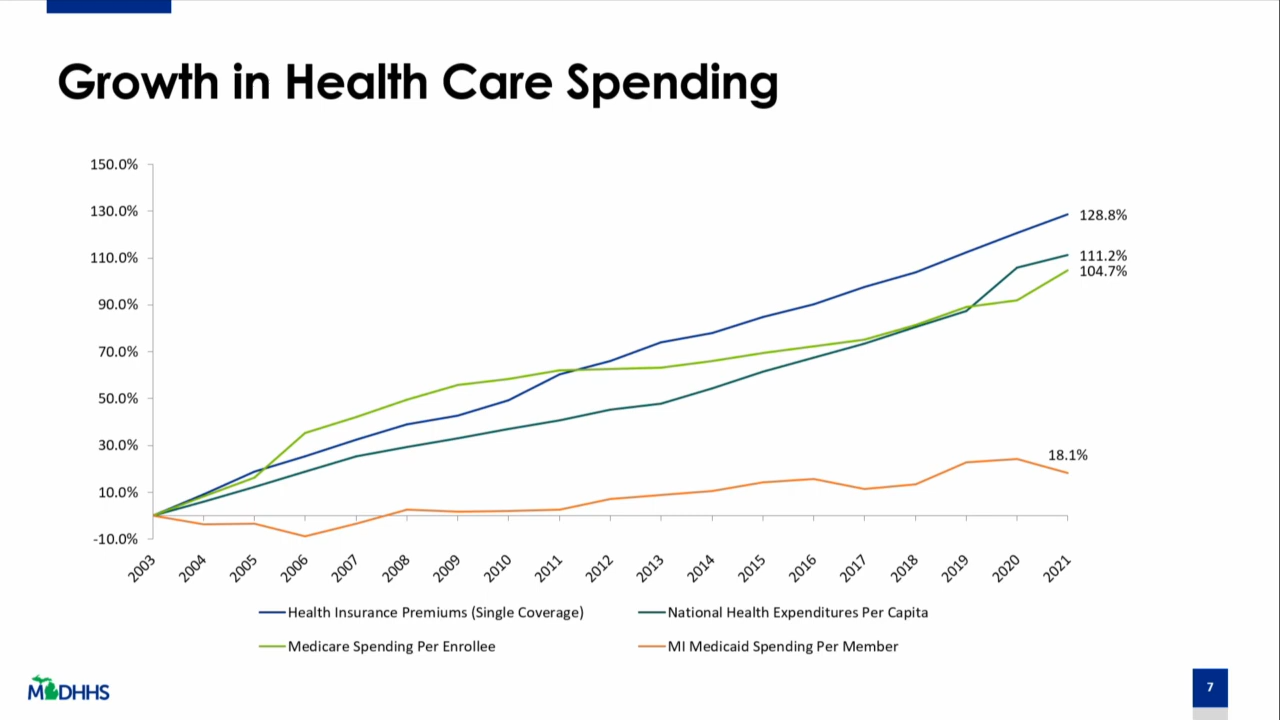 Growth in Health Care Spending
150.0%
130.0%
110.0%
90.0%
70.0%
50.0%
30.0%
10.0%
-10.0%
128.8%
111.2%
104.7%
18.1%
2003 2004 2005 2006 2007 2008 2009 2010 2011 2012 2013 2014 2015 2016 2017 2018 2019 2020 2021
Health Insurance Premiums (Single Coverage) National Health Expenditures Per Capita
Medicare Spending Per Enrollee MI Medicaid Spending Per Member
MDHHS 7